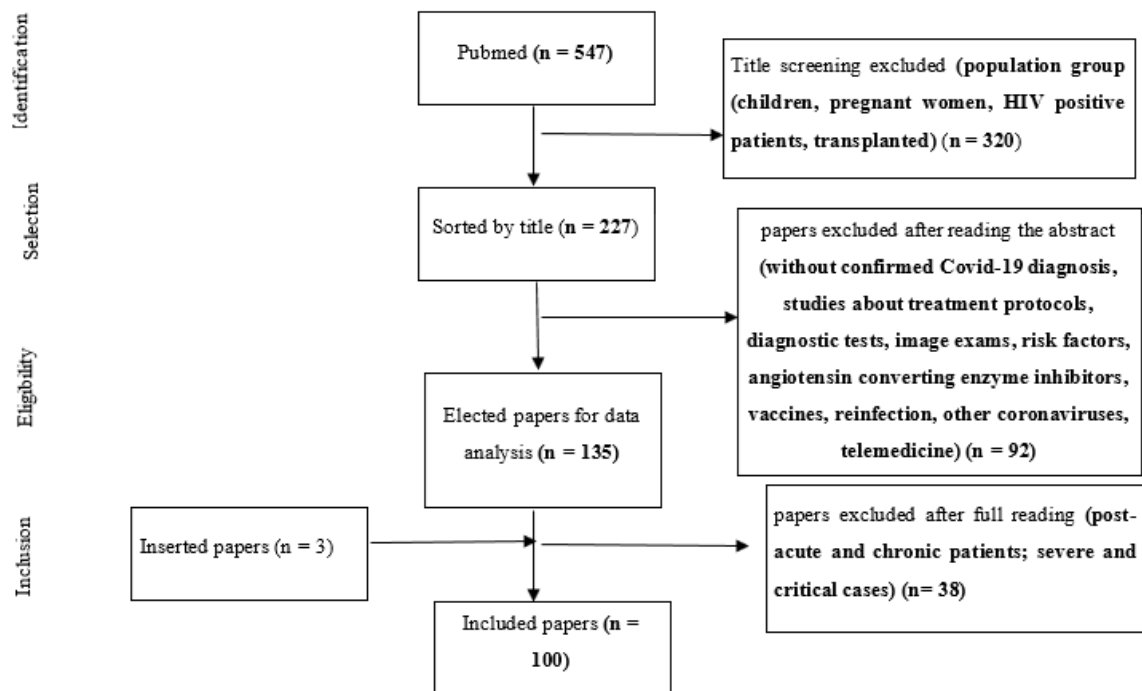 Identification
Pubmed (n = 547)
Title screening excluded (population group
(children, pregnant women, HIV positive
patients, transplanted) (n = 320)
Selection
Sorted by title (n = 227)
papers excluded after reading the abstract
(without confirmed Covid-19 diagnosis,
studies about treatment protocols,
diagnostic tests, image exams, risk factors,
angiotensin converting enzyme inhibitors,
vaccines, reinfection, other coronaviruses,
telemedicine) (n = 92)
Eligibility
Elected papers for data
analysis (n = 135)
Inclusion
Inserted papers (n = 3)
papers excluded after full reading (post-
acute and chronic patients; severe and
critical cases) (n= 38)
Included papers (n =
100)